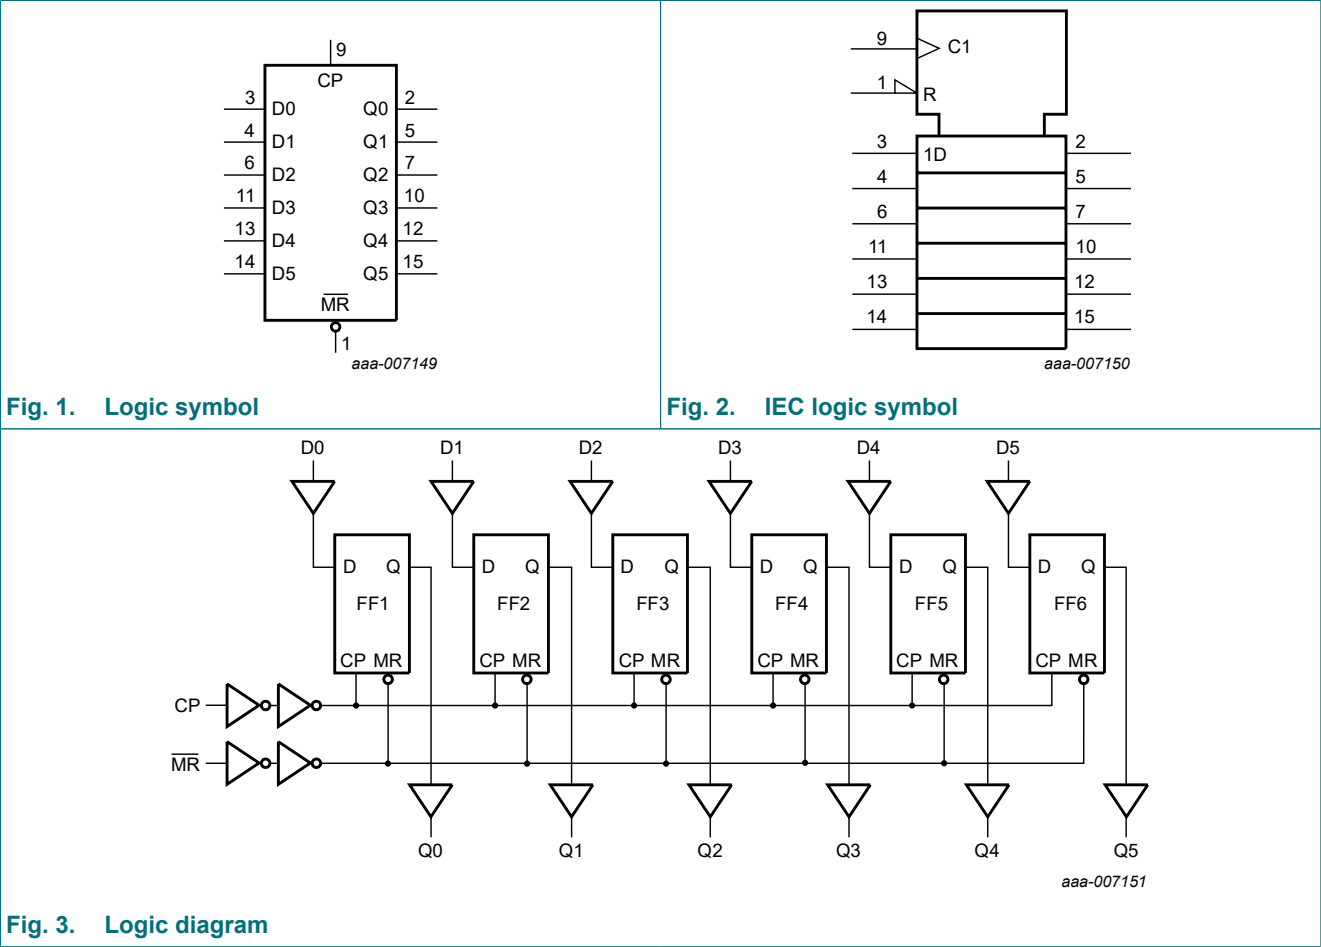 9
CP
3 D0 Q0 2
4 D1 Q1 5
6 D2 Q2 7
11 D3 Q3 10
13 D4 Q4 12
14 D5 Q5 15
MR
1
aaa-007149
Fig. 1. Logic symbol
9 C1
1 R
3 1D 2
4 5
6 7
11 10
13 12
14 15
aaa-007150
Fig. 2. IEC logic symbol
D0 D1 D2 D3 D4 D5
D Q D Q D Q D Q D Q D Q
FF1 FF2 FF3 FF4 FF5 FF6
CP MR CP MR CP MR CP MR CP MR CP MR
CP
MR
Q0 Q1 Q2 Q3 Q4 Q5
aaa-007151
Fig. 3. Logic diagram